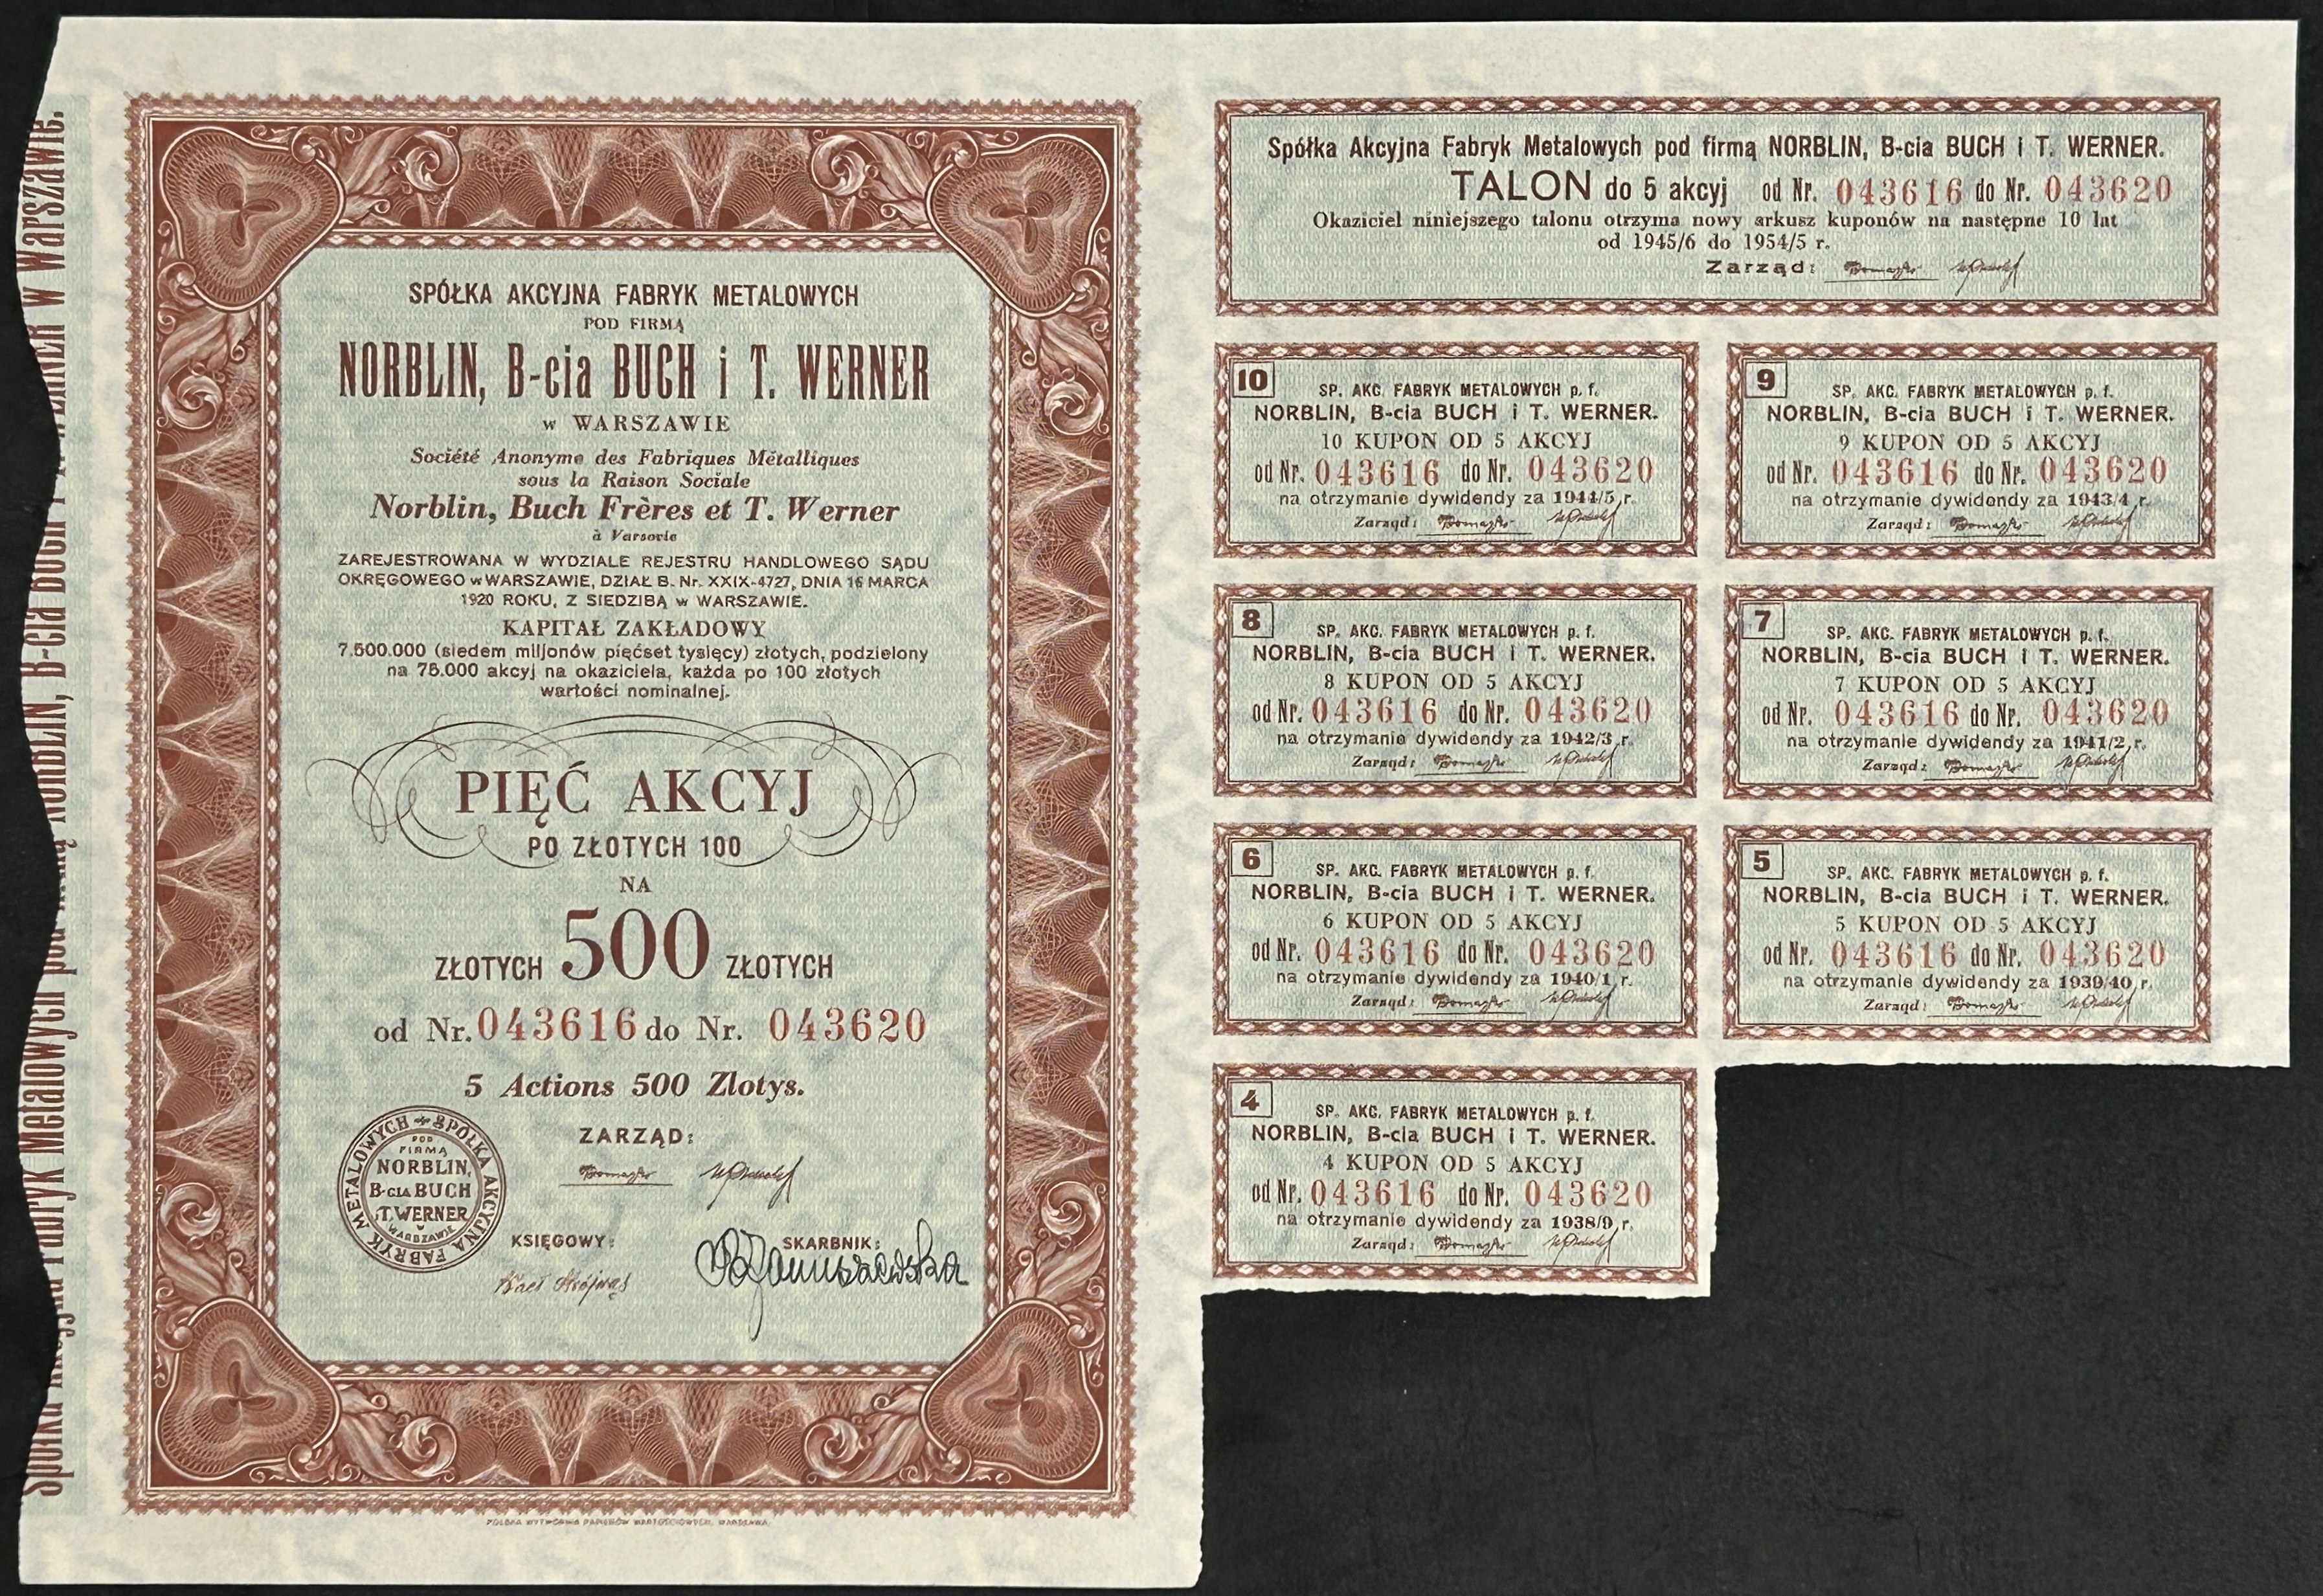 Spółka Akcyjna Fabryk Metalowych pod firmą NORBLIN, B-cia BUCH i T. WERNER w Warszawie.
SPÓŁKA AKCYJNA FABRYK METALOWYCH
POD FIRMĄ
NORBLIN, B-cia BUCH i T. WERNER
w WARSZAWIE
Société Anonyme des Fabriques Métalliques
sous la Raison Sociale
Norblin, Buch Frères et T. Werner
à Varsovie
ZAREJESTROWANA W WYDZIALE REJESTRU HANDLOWEGO SĄDU
OKRĘGOWEGO w WARSZAWIE, DZIAŁ B. Nr. XXIX-4727, DNIA 16 MARCA
1920 ROKU, Z SIEDZIBĄ w WARSZAWIE.
KAPITAŁ ZAKŁADOWY
7.500.000 (siedem miljonów pięćset tysięcy) złotych, podzielony
na 75.000 akcyj na okaziciela, każda po 100 złotych
wartości nominalnej.
PIĘĆ AKCYJ
PO ZŁOTYCH 100
NA
ZŁOTYCH 500 ZŁOTYCH
od Nr. 043616 do Nr. 043620
5 Actions 500 Zlotys.
ZARZĄD:
SPÓŁKA AKCYJNA FABRYK METALOWYCH
POD
FIRMĄ
NORBLIN,
B-CIA BUCH
i T. WERNER
W
WARSZAWIE
KSIĘGOWY:
SKARBNIK:
POLSKA WYTWÓRNIA PAPIERÓW WARTOŚCIOWYCH, WARSZAWA.
Spółka Akcyjna Fabryk Metalowych pod firmą NORBLIN, B-cia BUCH i T. WERNER.
TALON do 5 akcyj od Nr. 043616 do Nr. 043620
Okaziciel niniejszego talonu otrzyma nowy arkusz kuponów na następne 10 lat
od 1945/6 do 1954/5 r.
Zarząd:
10
SP. AKC. FABRYK METALOWYCH p. f.
NORBLIN, B-cia BUCH i T. WERNER.
10 KUPON OD 5 AKCYJ
od Nr. 043616 do Nr. 043620
na otrzymanie dywidendy za 1944/5 r.
Zarząd:
9
SP. AKC. FABRYK METALOWYCH p. f.
NORBLIN, B-cia BUCH i T. WERNER.
9 KUPON OD 5 AKCYJ
od Nr. 043616 do Nr. 043620
na otrzymanie dywidendy za 1943/4 r.
Zarząd:
8
SP. AKC. FABRYK METALOWYCH p. f.
NORBLIN, B-cia BUCH i T. WERNER.
8 KUPON OD 5 AKCYJ
od Nr. 043616 do Nr. 043620
na otrzymanie dywidendy za 1942/3 r.
Zarząd:
7
SP. AKC. FABRYK METALOWYCH p. f.
NORBLIN, B-cia BUCH i T. WERNER.
7 KUPON OD 5 AKCYJ
od Nr. 043616 do Nr. 043620
na otrzymanie dywidendy za 1941/2 r.
Zarząd:
6
SP. AKC. FABRYK METALOWYCH p. f.
NORBLIN, B-cia BUCH i T. WERNER.
6 KUPON OD 5 AKCYJ
od Nr. 043616 do Nr. 043620
na otrzymanie dywidendy za 1940/1 r.
Zarząd:
5
SP. AKC. FABRYK METALOWYCH p. f.
NORBLIN, B-cia BUCH i T. WERNER.
5 KUPON OD 5 AKCYJ
od Nr. 043616 do Nr. 043620
na otrzymanie dywidendy za 1939/40 r.
Zarząd:
4
SP. AKC. FABRYK METALOWYCH p. f.
NORBLIN, B-cia BUCH i T. WERNER.
4 KUPON OD 5 AKCYJ
od Nr. 043616 do Nr. 043620
na otrzymanie dywidendy za 1938/9 r.
Zarząd: